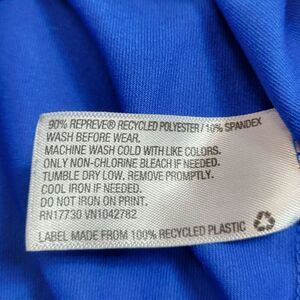 90% REPREVE® RECYCLED POLYESTER / 10% SPANDEX
WASH BEFORE WEAR.
MACHINE WASH COLD WITH LIKE COLORS.
ONLY NON-CHLORINE BLEACH IF NEEDED.
TUMBLE DRY LOW. REMOVE PROMPTLY.
COOL IRON IF NEEDED.
DO NOT IRON ON PRINT.
RN17730 VN1042782
LABEL MADE FROM 100% RECYCLED PLASTIC